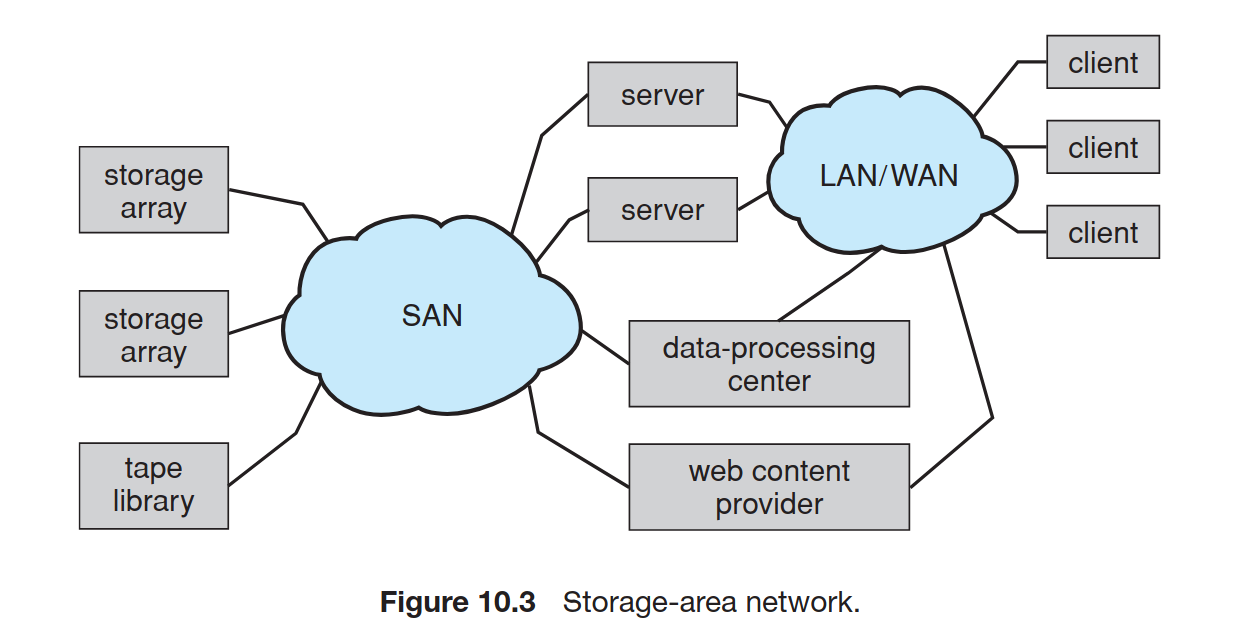 storage
array
storage
array
tape
library
SAN
server
server
data-processing
center
web content
provider
LAN/WAN
client
client
client
Figure 10.3 Storage-area network.